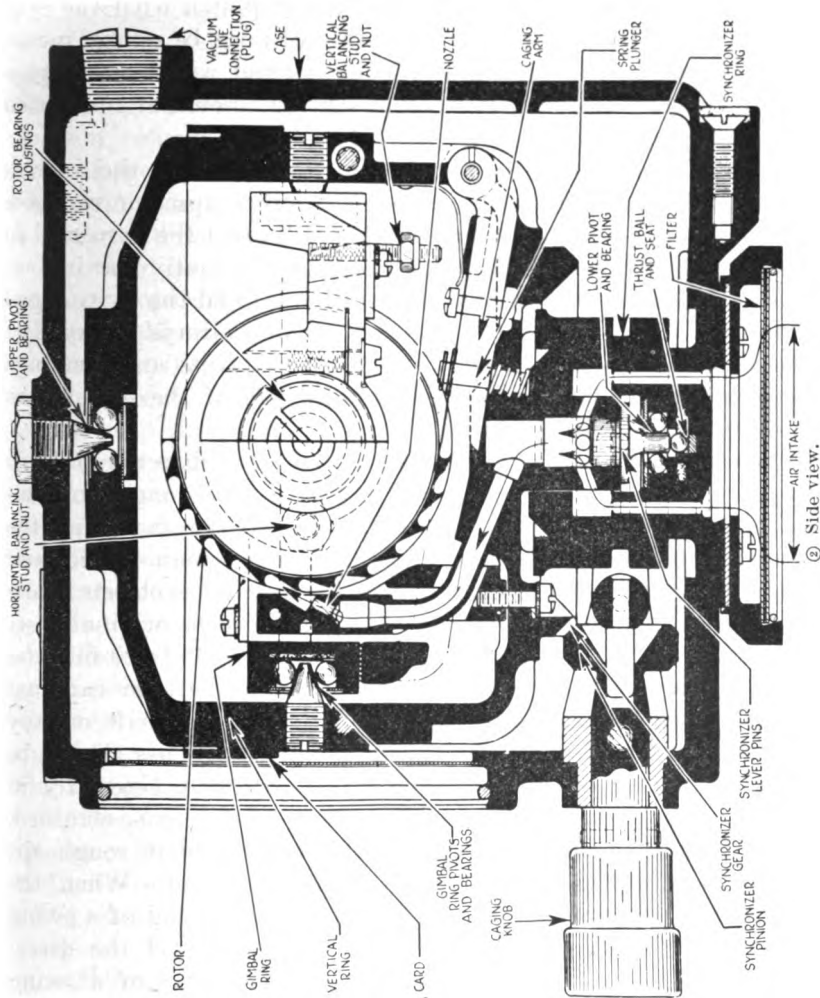 VACUUM
LINE
CONNECTION
(PLUG)
CASE
VERTICAL
BALANCING
STUD
AND NUT
NOZZLE
CAGING
ARM
SPRING
PLUNGER
SYNCHRONIZER
RING
ROTOR BEARING
HOUSINGS
UPPER PIVOT
AND BEARING
HORIZONTAL BALANCING
STUD AND NUT
LOWER PIVOT
AND BEARING
THRUST BALL
AND SEAT
FILTER
AIR INTAKE
ROTOR
GIMBAL
RING
VERTICAL
RING
CARD
GIMBAL
RING PIVOTS
AND BEARINGS
CAGING
KNOB
SYNCHRONIZER
PINION
SYNCHRONIZER
GEAR
SYNCHRONIZER
LEVER PINS
② Side view.